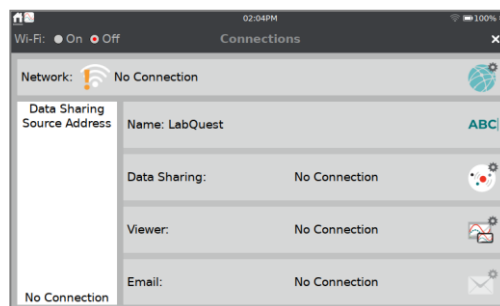 02:04PM 100%
Wi-Fi: On Off Connections
Network: No Connection
Data Sharing
Source Address
Name: LabQuest ABC
Data Sharing: No Connection
Viewer: No Connection
Email: No Connection
No Connection